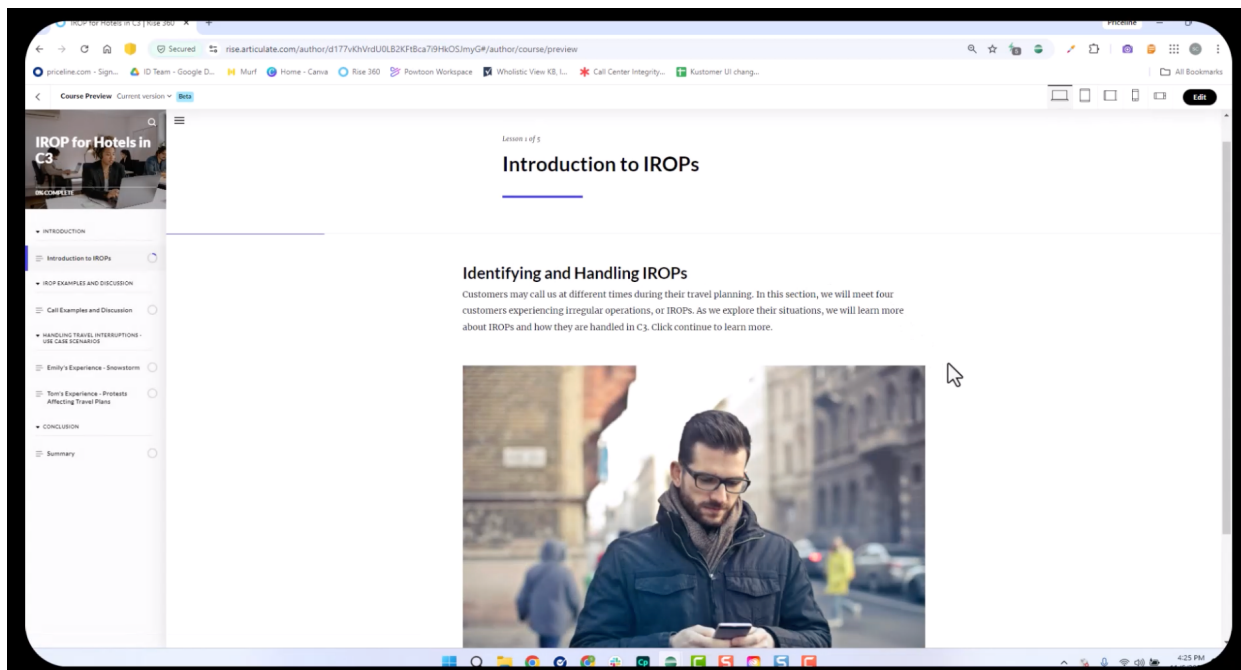 IROP for Hotels in C3 | Rise 360
Priceline
Secured
rise.articulate.com/author/d177vKhVrdU0LB2KFtBca7i9HkOSJmyG#/author/course/preview
priceline.com - Sign... ID Team - Google D... Murf Home - Canva Rise 360 Powtoon Workspace Wholistic View KB, I... Call Center Integrity... Kustomer UI chang... All Bookmarks
Course Preview Current version Beta Edit
IROP for Hotels in
C3
0% COMPLETE
INTRODUCTION
Introduction to IROPs
IROP EXAMPLES AND DISCUSSION
Call Examples and Discussion
HANDLING TRAVEL INTERRUPTIONS -
USE CASE SCENARIOS
Emily's Experience - Snowstorm
Tom's Experience - Protests
Affecting Travel Plans
CONCLUSION
Summary
Lesson 1 of 5
Introduction to IROPs
Identifying and Handling IROPs
Customers may call us at different times during their travel planning. In this section, we will meet four
customers experiencing irregular operations, or IROPs. As we explore their situations, we will learn more
about IROPs and how they are handled in C3. Click continue to learn more.
4:25 PM